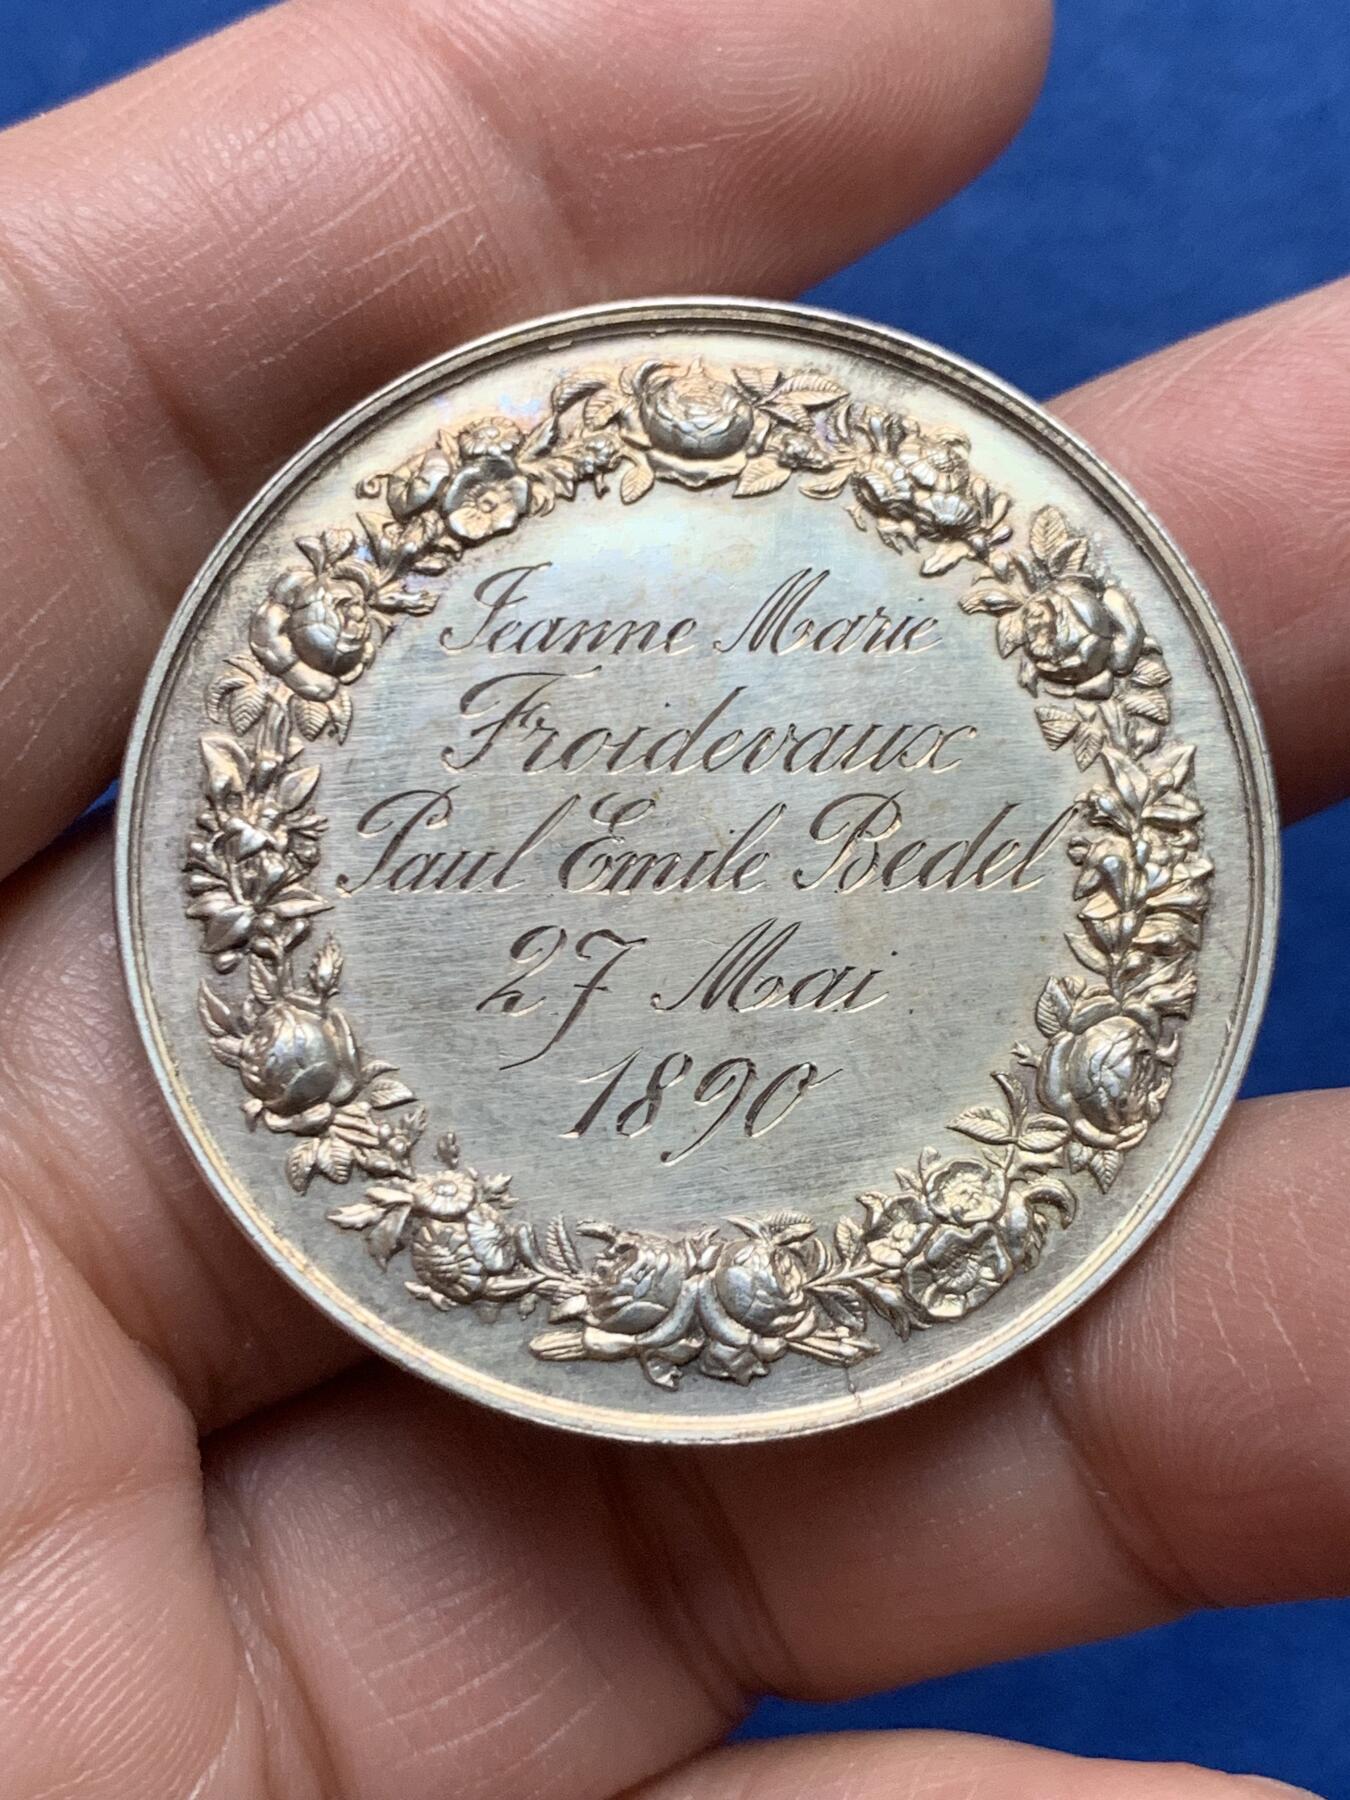 Jeanne Marie
Froidevaux
Paul Emile Bedel
27 Mai
1890